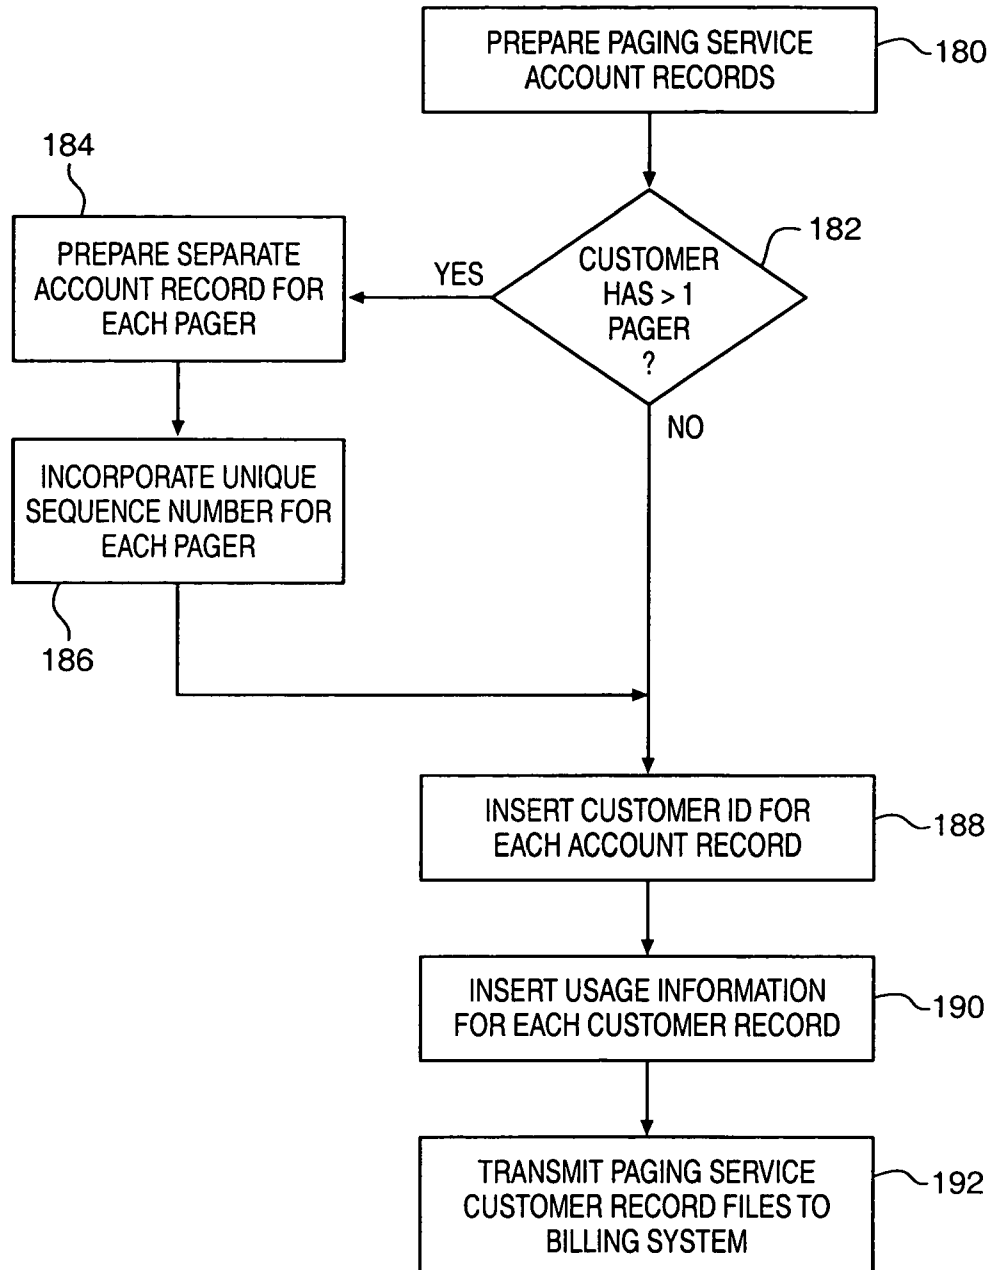 PREPARE PAGING SERVICE
ACCOUNT RECORDS
180
184
182
PREPARE SEPARATE
ACCOUNT RECORD FOR
EACH PAGER
YES
CUSTOMER
HAS > 1
PAGER
?
NO
INCORPORATE UNIQUE
SEQUENCE NUMBER FOR
EACH PAGER
186
INSERT CUSTOMER ID FOR
EACH ACCOUNT RECORD
188
INSERT USAGE INFORMATION
FOR EACH CUSTOMER RECORD
190
TRANSMIT PAGING SERVICE
CUSTOMER RECORD FILES TO
BILLING SYSTEM
192